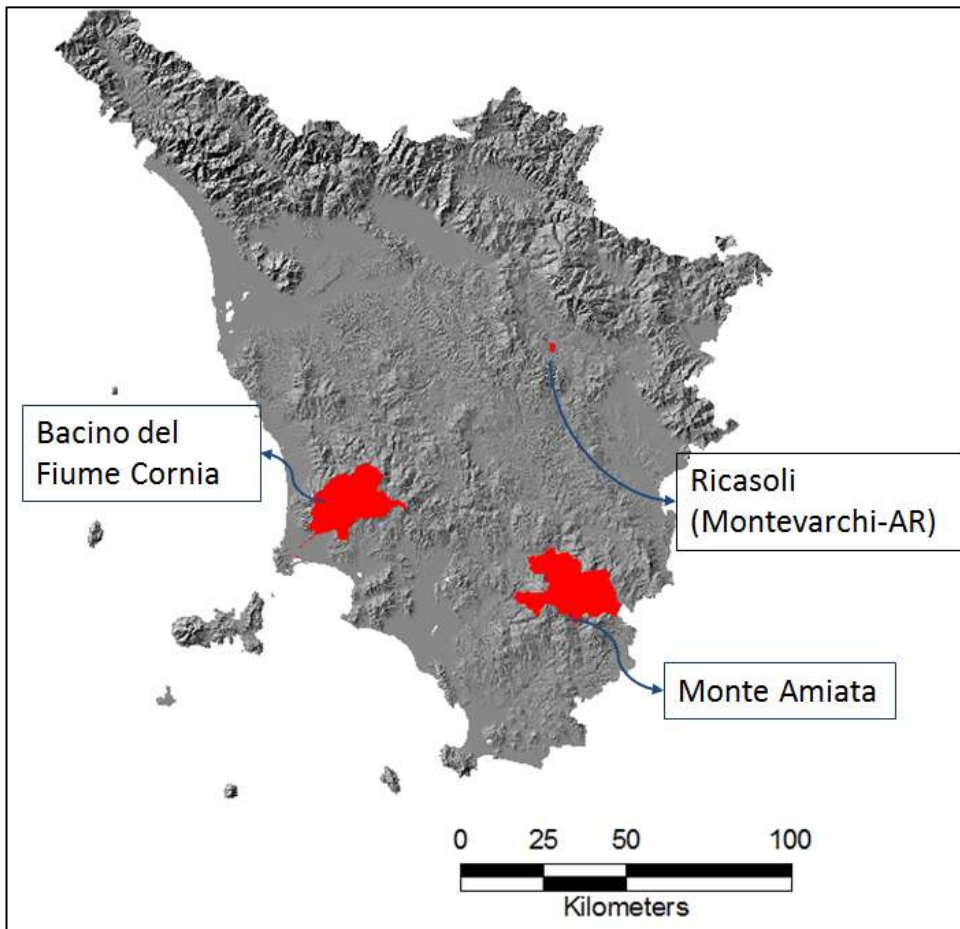 Bacino del
Fiume Cornia
Ricasoli
(Montevarchi-AR)
Monte Amiata
0 25 50 100
Kilometers